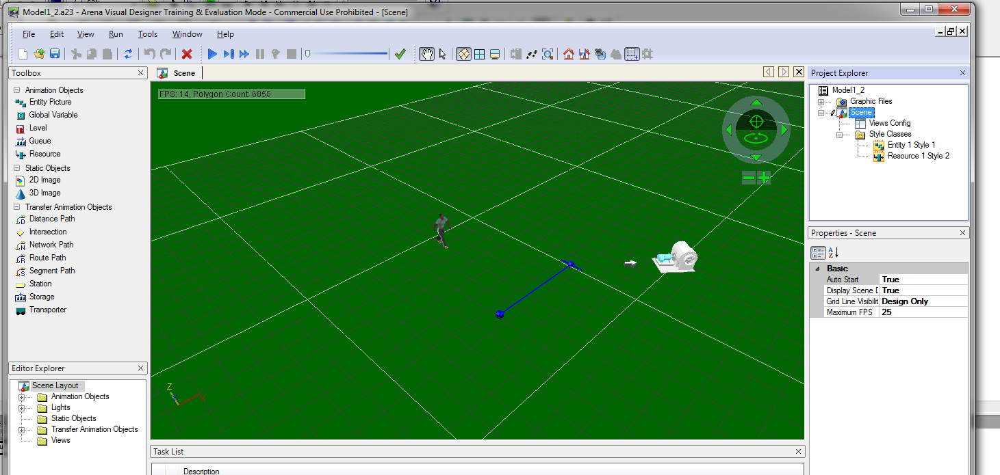 Model1_2.a23 - Arena Visual Designer Training & Evaluation Mode - Commercial Use Prohibited - [Scene]
File Edit View Run Tools Window Help
Toolbox
Animation Objects
Entity Picture
Global Variable
Level
Queue
Resource
Static Objects
2D Image
3D Image
Transfer Animation Objects
Distance Path
Intersection
Network Path
Route Path
Segment Path
Station
Storage
Transporter
Editor Explorer
Scene Layout
Animation Objects
Lights
Static Objects
Transfer Animation Objects
Views
Scene
FPS: 14, Polygon Count: 6858
Z
X
Task List
Description
Project Explorer
Model1_2
Graphic Files
Scene
Views Config
Style Classes
Entity 1 Style 1
Resource 1 Style 2
Properties - Scene
Basic
Auto Start True
Display Scene D True
Grid Line Visibilit Design Only
Maximum FPS 25